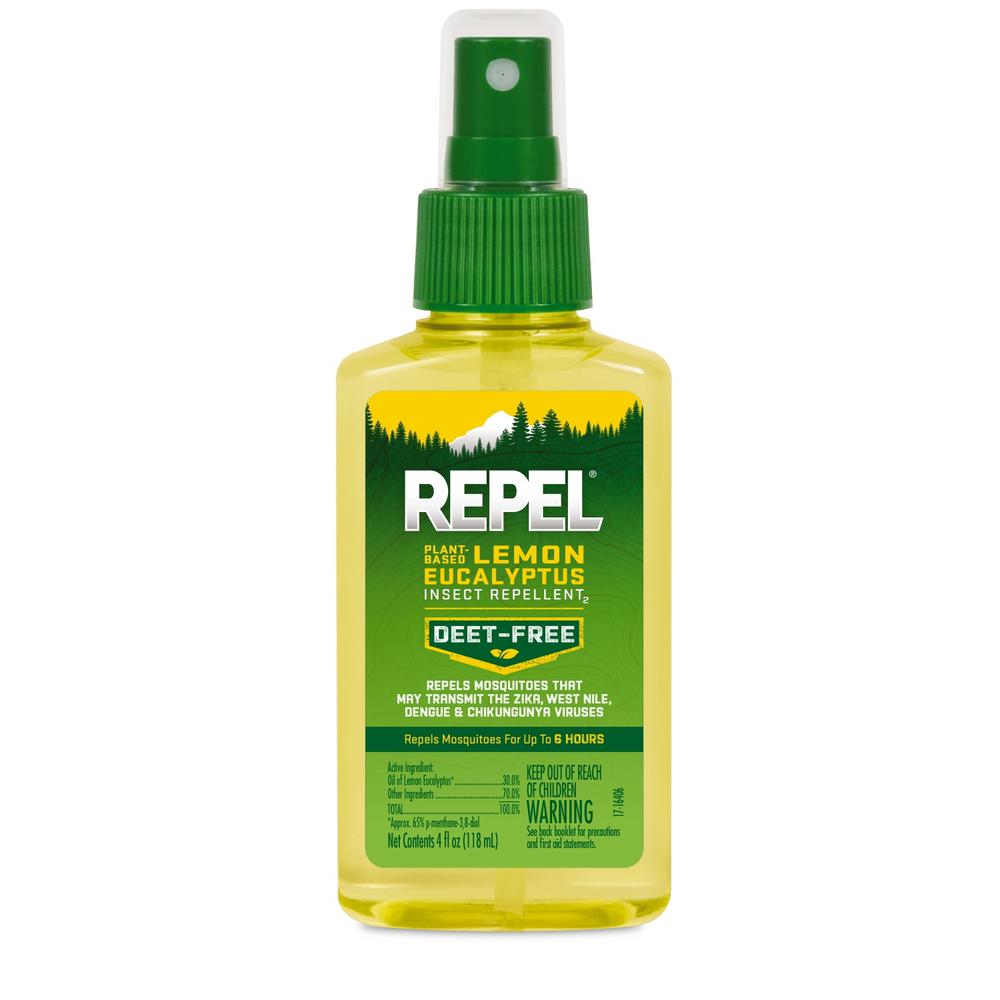 REPEL®
PLANT-BASED LEMON
EUCALYPTUS
INSECT REPELLENT2
DEET-FREE
REPELS MOSQUITOES THAT
MAY TRANSMIT THE ZIKA, WEST NILE,
DENGUE & CHIKUNGUNYA VIRUSES
Repels Mosquitoes For Up To 6 HOURS
Active Ingredient:
Oil of Lemon Eucalyptus* 30.0%
Other Ingredients 70.0%
TOTAL 100.0%
*Approx. 65% p-menthane-3,8-diol
Net Contents 4 fl oz (118 mL)
KEEP OUT OF REACH
OF CHILDREN
WARNING
See back booklet for precautions
and first aid statements.
17-16406